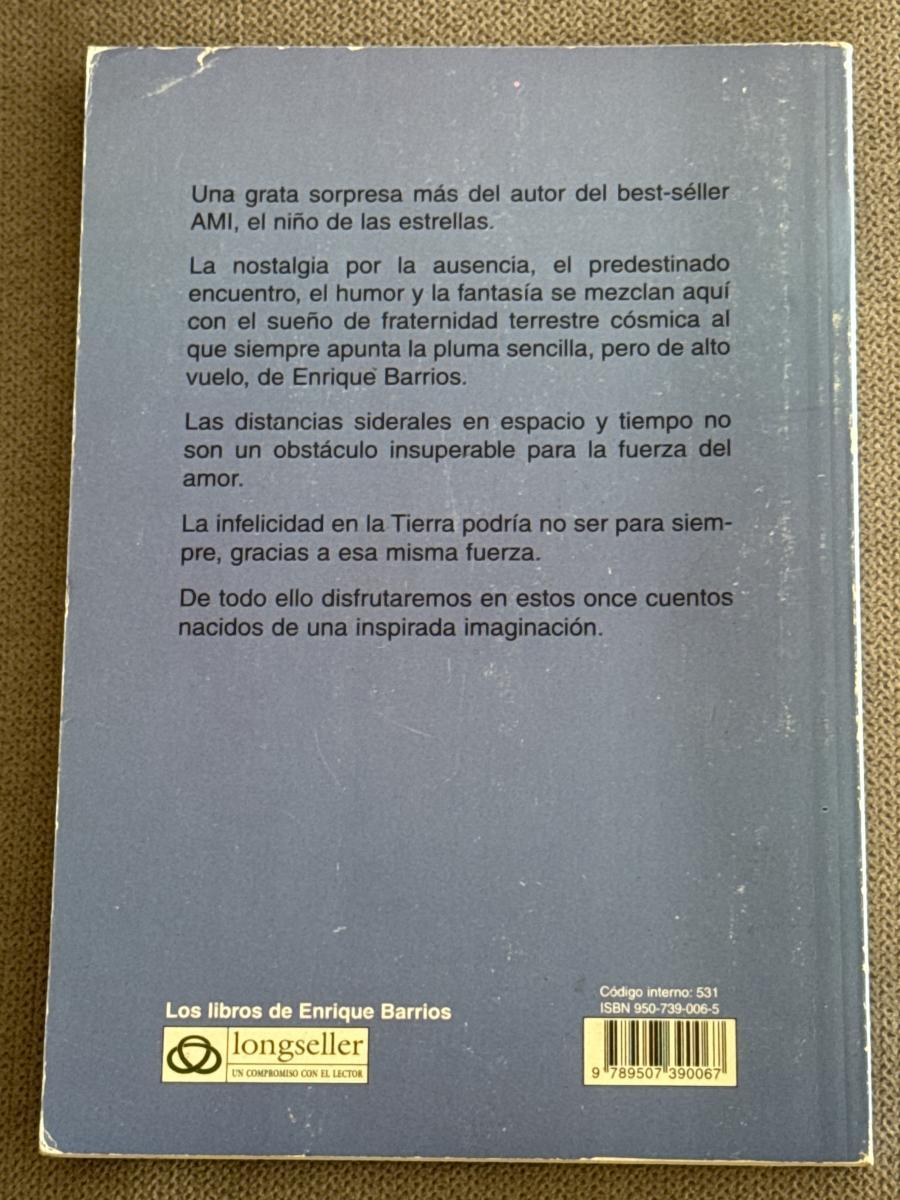 Una grata sorpresa más del autor del best-séller
AMI, el niño de las estrellas.
La nostalgia por la ausencia, el predestinado
encuentro, el humor y la fantasía se mezclan aquí
con el sueño de fraternidad terrestre cósmica al
que siempre apunta la pluma sencilla, pero de alto
vuelo, de Enrique Barrios.
Las distancias siderales en espacio y tiempo no
son un obstáculo insuperable para la fuerza del
amor.
La infelicidad en la Tierra podría no ser para siem-
pre, gracias a esa misma fuerza.
De todo ello disfrutaremos en estos once cuentos
nacidos de una inspirada imaginación.
Los libros de Enrique Barrios
longseller
UN COMPROMISO CON EL LECTOR
Código interno: 531
ISBN 950-739-006-5
9 789507 390067